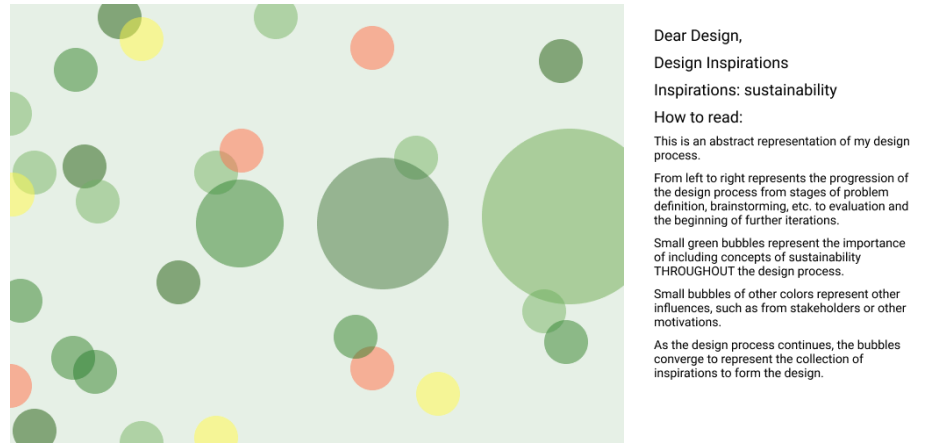 Dear Design,
Design Inspirations
Inspirations: sustainability
How to read:
This is an abstract representation of my design
process.
From left to right represents the progression of
the design process from stages of problem
definition, brainstorming, etc. to evaluation and
the beginning of further iterations.
Small green bubbles represent the importance
of including concepts of sustainability
THROUGHOUT the design process.
Small bubbles of other colors represent other
influences, such as from stakeholders or other
motivations.
As the design process continues, the bubbles
converge to represent the collection of
inspirations to form the design.